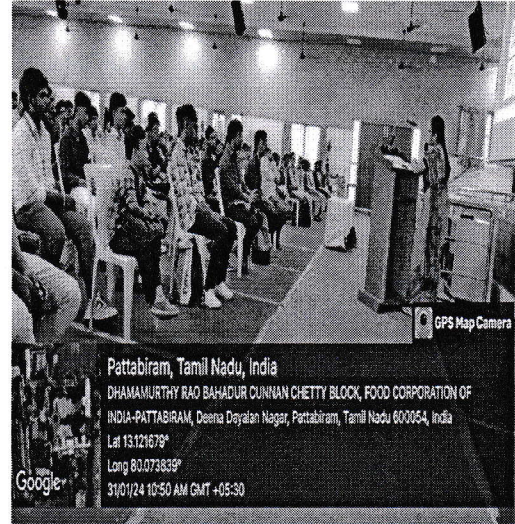 GPS Map Camera
Pattabiram, Tamil Nadu, India
DHAMAMURTHY RAO BAHADUR CUNNAN CHETTY BLOCK, FOOD CORPORATION OF
INDIA-PATTABIRAM, Deena Dayalan Nagar, Pattabiram, Tamil Nadu 600054, India
Lat 13.121679°
Long 80.073839°
31/01/24 10:50 AM GMT +05:30
Google